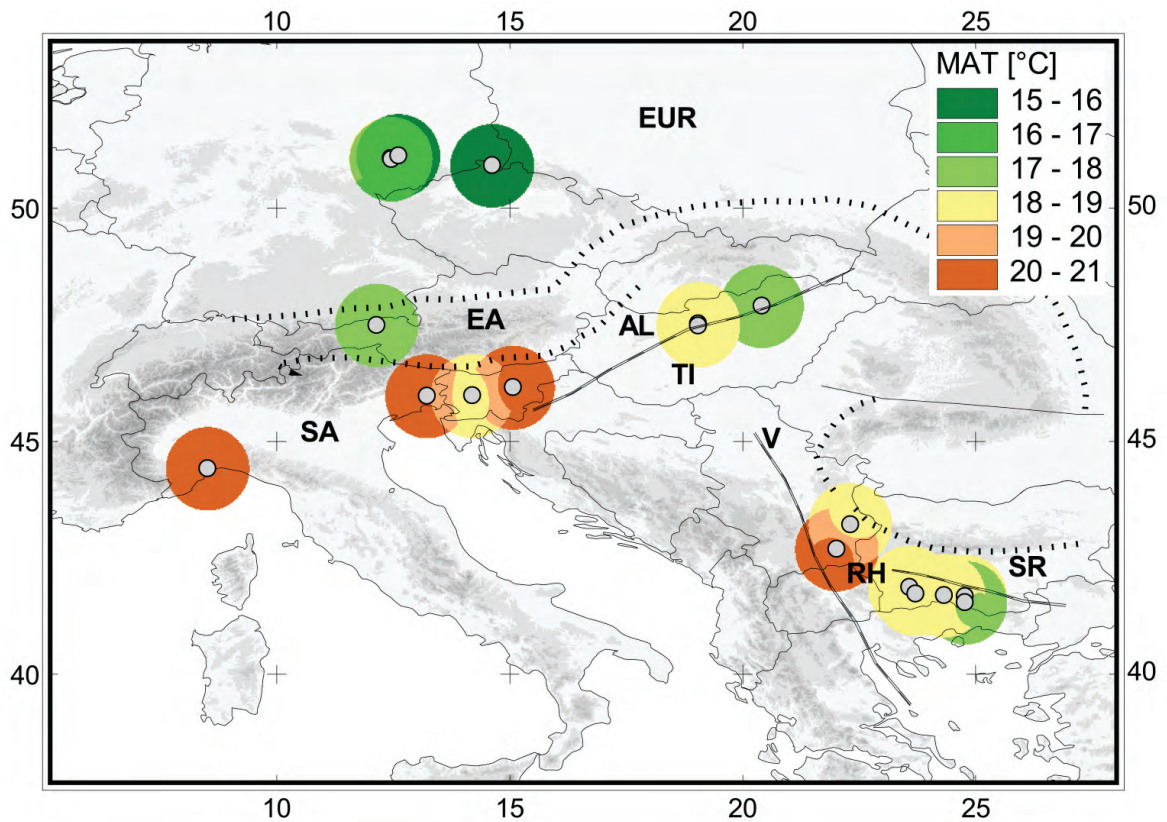 10 15 20 25
MAT [°C]
15 - 16
16 - 17
17 - 18
18 - 19
19 - 20
20 - 21
EUR
50 50
EA
AL
TI
SA
V
45 45
RH
SR
40 40
10 15 20 25